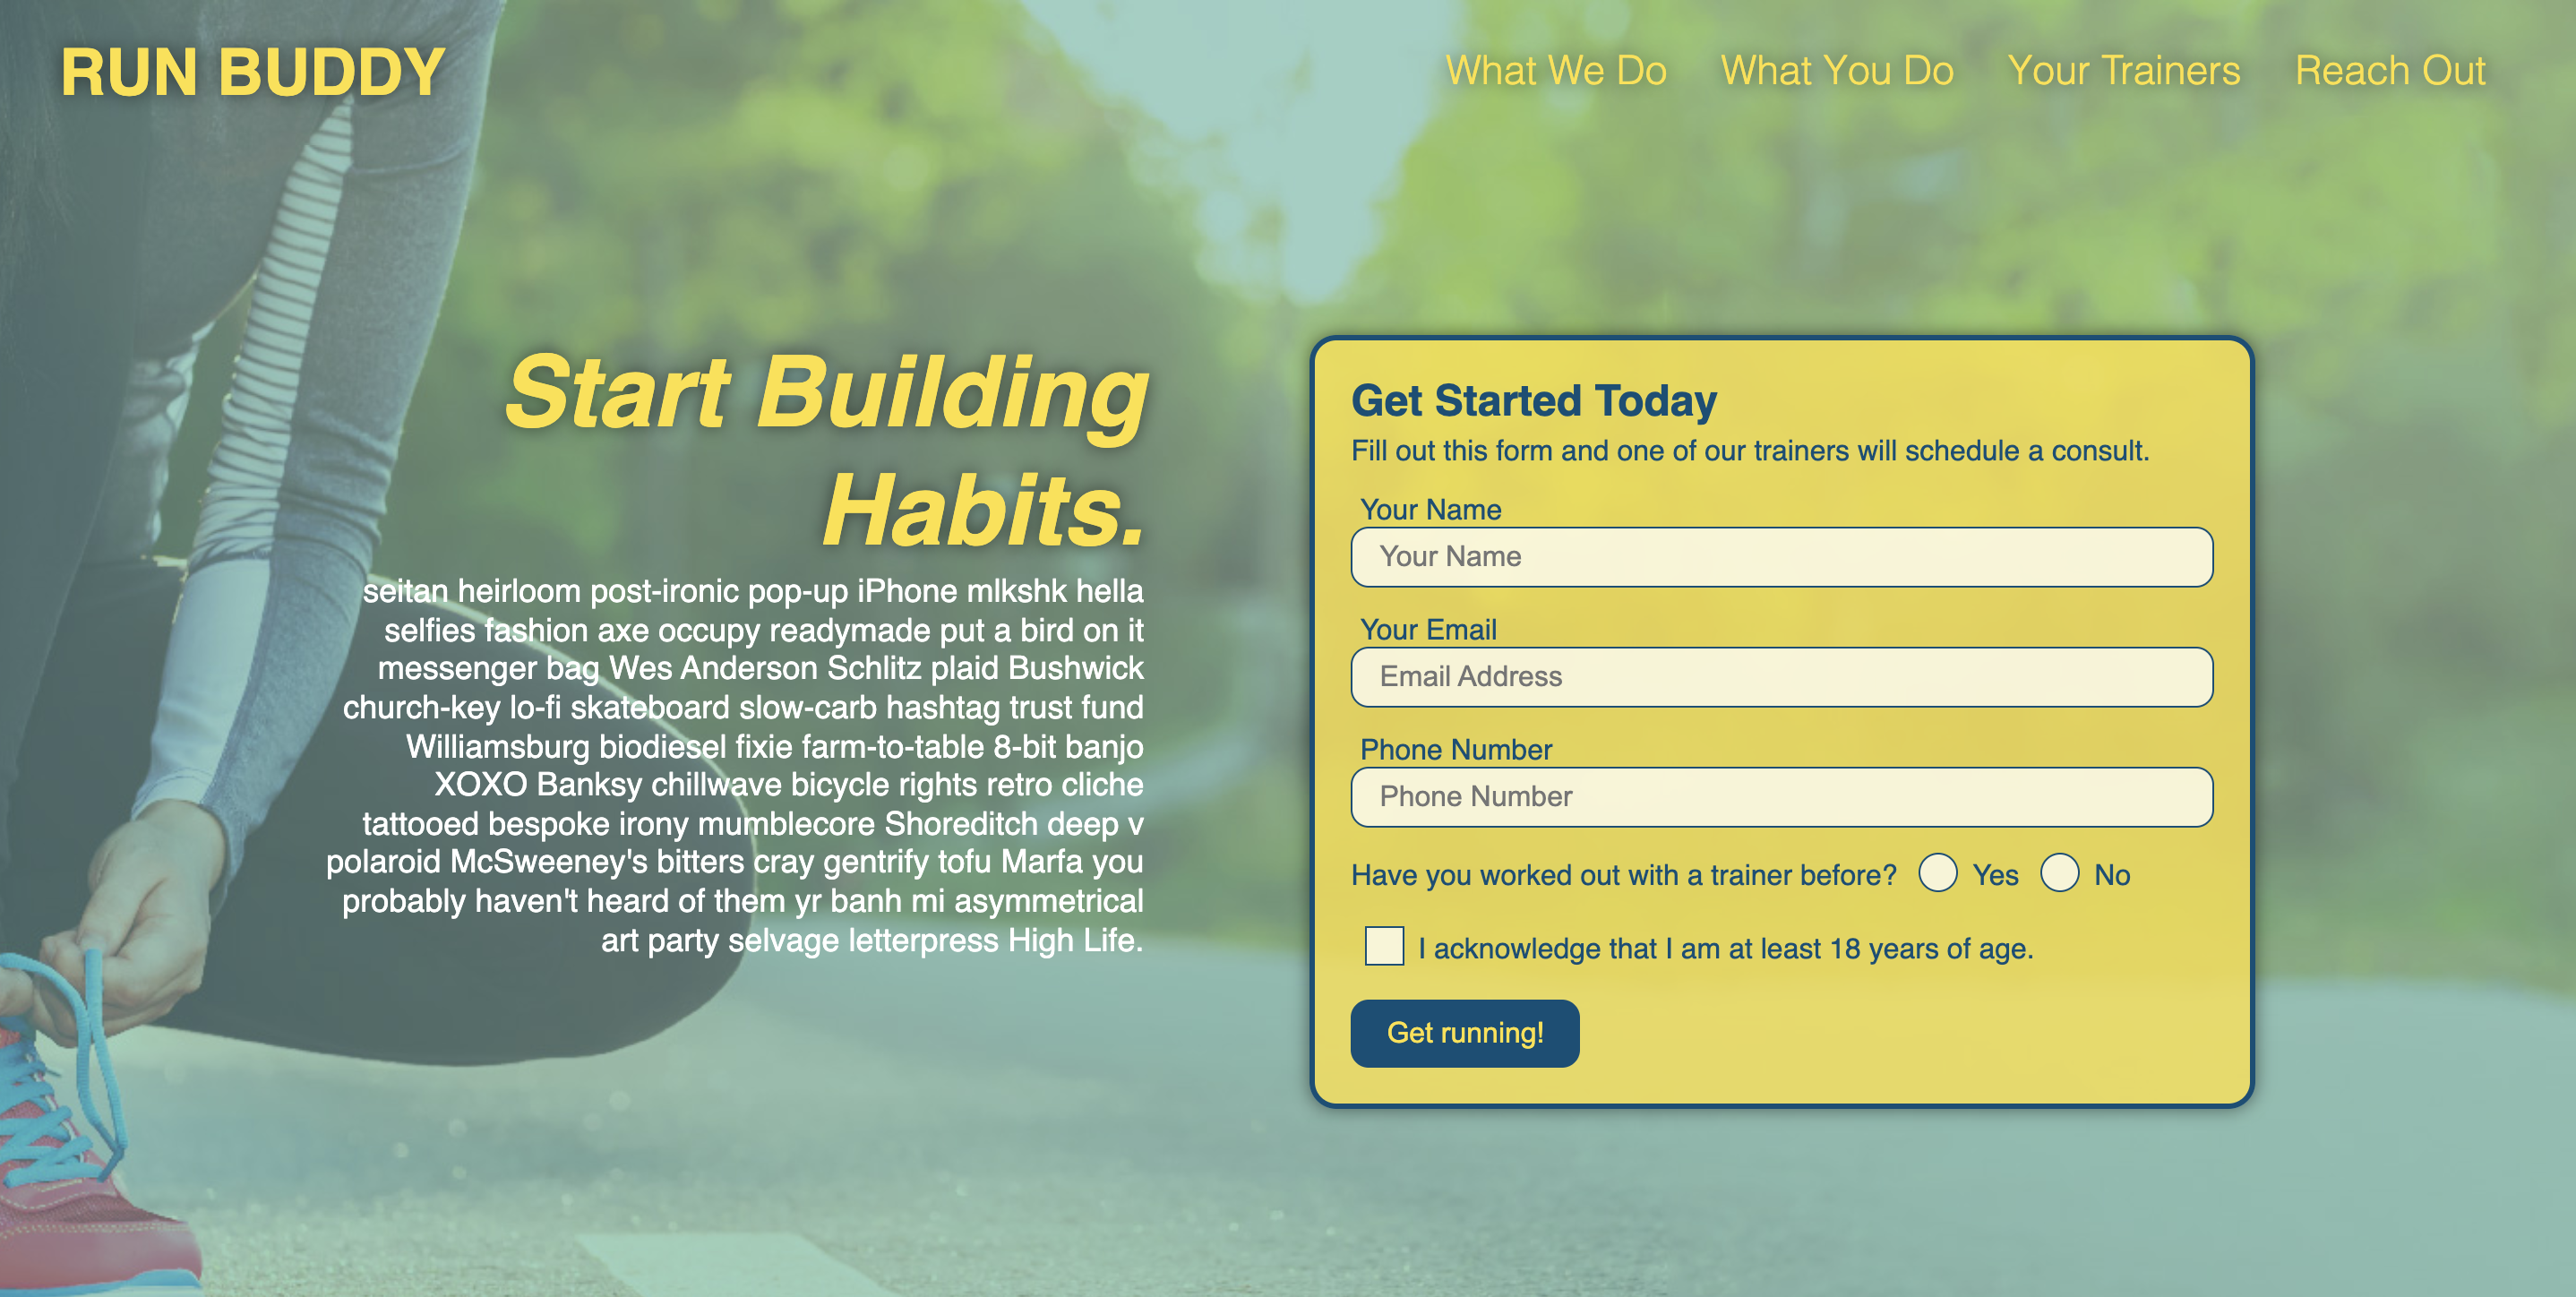 RUN BUDDY
What We Do What You Do Your Trainers Reach Out
Start Building
Habits.
seitan heirloom post-ironic pop-up iPhone mlkshk hella
selfies fashion axe occupy readymade put a bird on it
messenger bag Wes Anderson Schlitz plaid Bushwick
church-key lo-fi skateboard slow-carb hashtag trust fund
Williamsburg biodiesel fixie farm-to-table 8-bit banjo
XOXO Banksy chillwave bicycle rights retro cliche
tattooed bespoke irony mumblecore Shoreditch deep v
polaroid McSweeney's bitters cray gentrify tofu Marfa you
probably haven't heard of them yr banh mi asymmetrical
art party selvage letterpress High Life.
Get Started Today
Fill out this form and one of our trainers will schedule a consult.
Your Name
Your Name
Your Email
Email Address
Phone Number
Phone Number
Have you worked out with a trainer before? Yes No
I acknowledge that I am at least 18 years of age.
Get running!